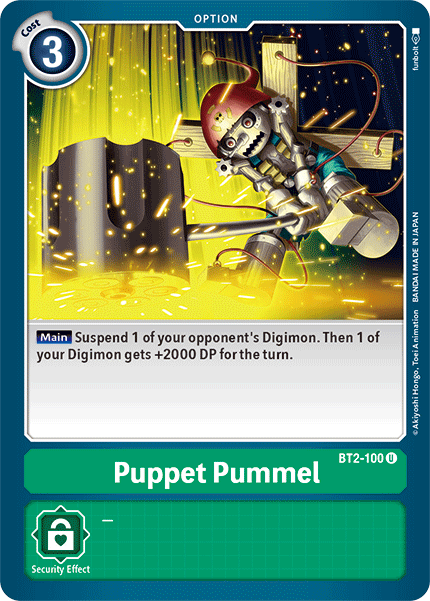 OPTION
Cost
3
funbolt
©Akiyoshi Hongo, Toei Animation BANDAI MADE IN JAPAN
Main Suspend 1 of your opponent's Digimon. Then 1 of
your Digimon gets +2000 DP for the turn.
BT2-100 U
Puppet Pummel
–
Security Effect